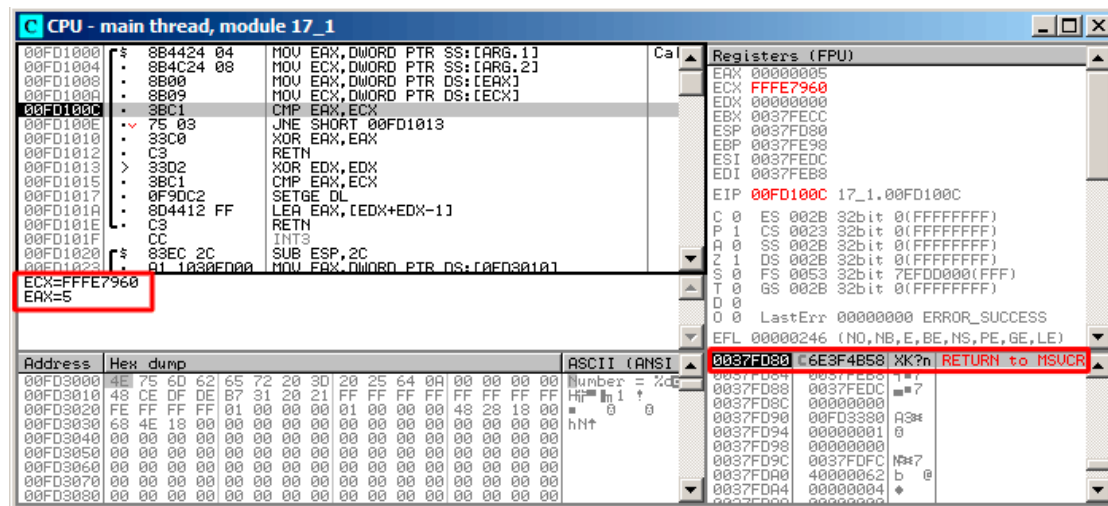 CPU - main thread, module 17_1
00FD1000 $ 8B4424 04 MOV EAX,DWORD PTR SS:[ARG.1] Cal
00FD1004 . 8B4C24 08 MOV ECX,DWORD PTR SS:[ARG.2]
00FD1008 . 8B00 MOV EAX,DWORD PTR DS:[EAX]
00FD100A . 8B09 MOV ECX,DWORD PTR DS:[ECX]
00FD100C . 3BC1 CMP EAX,ECX
00FD100E . 75 03 JNE SHORT 00FD1013
00FD1010 . 33C0 XOR EAX,EAX
00FD1012 . C3 RETN
00FD1013 > 33D2 XOR EDX,EDX
00FD1015 . 3BC1 CMP EAX,ECX
00FD1017 . 0F9DC2 SETGE DL
00FD101A . 8D4412 FF LEA EAX,[EDX+EDX-1]
00FD101E . C3 RETN
00FD101F CC INT3
00FD1020 $ 83EC 2C SUB ESP,2C
00FD1023 . A1 1030FD00 MOV EAX,DWORD PTR DS:[0FD3010]
ECX=FFFE7960
EAX=5
Registers (FPU)
EAX 00000005
ECX FFFE7960
EDX 00000000
EBX 0037FECC
ESP 0037FD80
EBP 0037FE98
ESI 0037FEDC
EDI 0037FEB8
EIP 00FD100C 17_1.00FD100C
C 0 ES 002B 32bit 0(FFFFFFFF)
P 1 CS 0023 32bit 0(FFFFFFFF)
A 0 SS 002B 32bit 0(FFFFFFFF)
Z 1 DS 002B 32bit 0(FFFFFFFF)
S 0 FS 0053 32bit 7EFDD000(FFF)
T 0 GS 002B 32bit 0(FFFFFFFF)
D 0
O 0 LastErr 00000000 ERROR_SUCCESS
EFL 00000246 (NO,NB,E,BE,NS,PE,GE,LE)
Address Hex dump ASCII (ANSI
00FD3000 4E 75 6D 62 65 72 20 3D 20 25 64 0A 00 00 00 00 Number = %d
00FD3010 48 CE DF DE B7 31 20 21 FF FF FF FF FF FF FF FF
00FD3020 FE FF FF FF 01 00 00 00 01 00 00 00 48 28 18 00
00FD3030 68 4E 18 00 00 00 00 00 00 00 00 00 00 00 00 00 hN↑
00FD3040 00 00 00 00 00 00 00 00 00 00 00 00 00 00 00 00
00FD3050 00 00 00 00 00 00 00 00 00 00 00 00 00 00 00 00
00FD3060 00 00 00 00 00 00 00 00 00 00 00 00 00 00 00 00
00FD3070 00 00 00 00 00 00 00 00 00 00 00 00 00 00 00 00
00FD3080 00 00 00 00 00 00 00 00 00 00 00 00 00 00 00 00
0037FD80 C6E3F4B58 XK?n RETURN to MSVCR
0037FD84 0037FEB8
0037FD88 0037FEDC
0037FD8C 00000000
0037FD90 00FD3380
0037FD94 00000001
0037FD98 00000000
0037FD9C 0037FDFC
0037FDA0 40000062 b @
0037FDA4 00000004 ♦